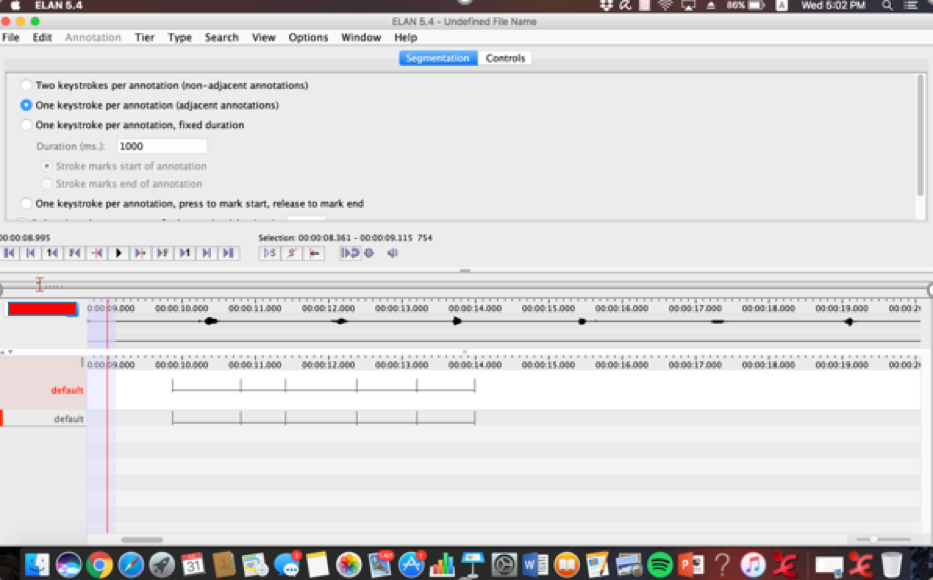 ELAN 5.4 86% A Wed 5:02 PM
ELAN 5.4 - Undefined File Name
File Edit Annotation Tier Type Search View Options Window Help
Segmentation Controls
Two keystrokes per annotation (non-adjacent annotations)
One keystroke per annotation (adjacent annotations)
One keystroke per annotation, fixed duration
Duration (ms.): 1000
Stroke marks start of annotation
Stroke marks end of annotation
One keystroke per annotation, press to mark start, release to mark end
00:00:08.995 Selection: 00:00:08.361 - 00:00:09.115 754
0:00:09.000 00:00:10.000 00:00:11.000 00:00:12.000 00:00:13.000 00:00:14.000 00:00:15.000 00:00:16.000 00:00:17.000 00:00:18.000 00:00:19.000 00:00:2
0:00:09.000 00:00:10.000 00:00:11.000 00:00:12.000 00:00:13.000 00:00:14.000 00:00:15.000 00:00:16.000 00:00:17.000 00:00:18.000 00:00:19.000 00:00:2
default
default
31